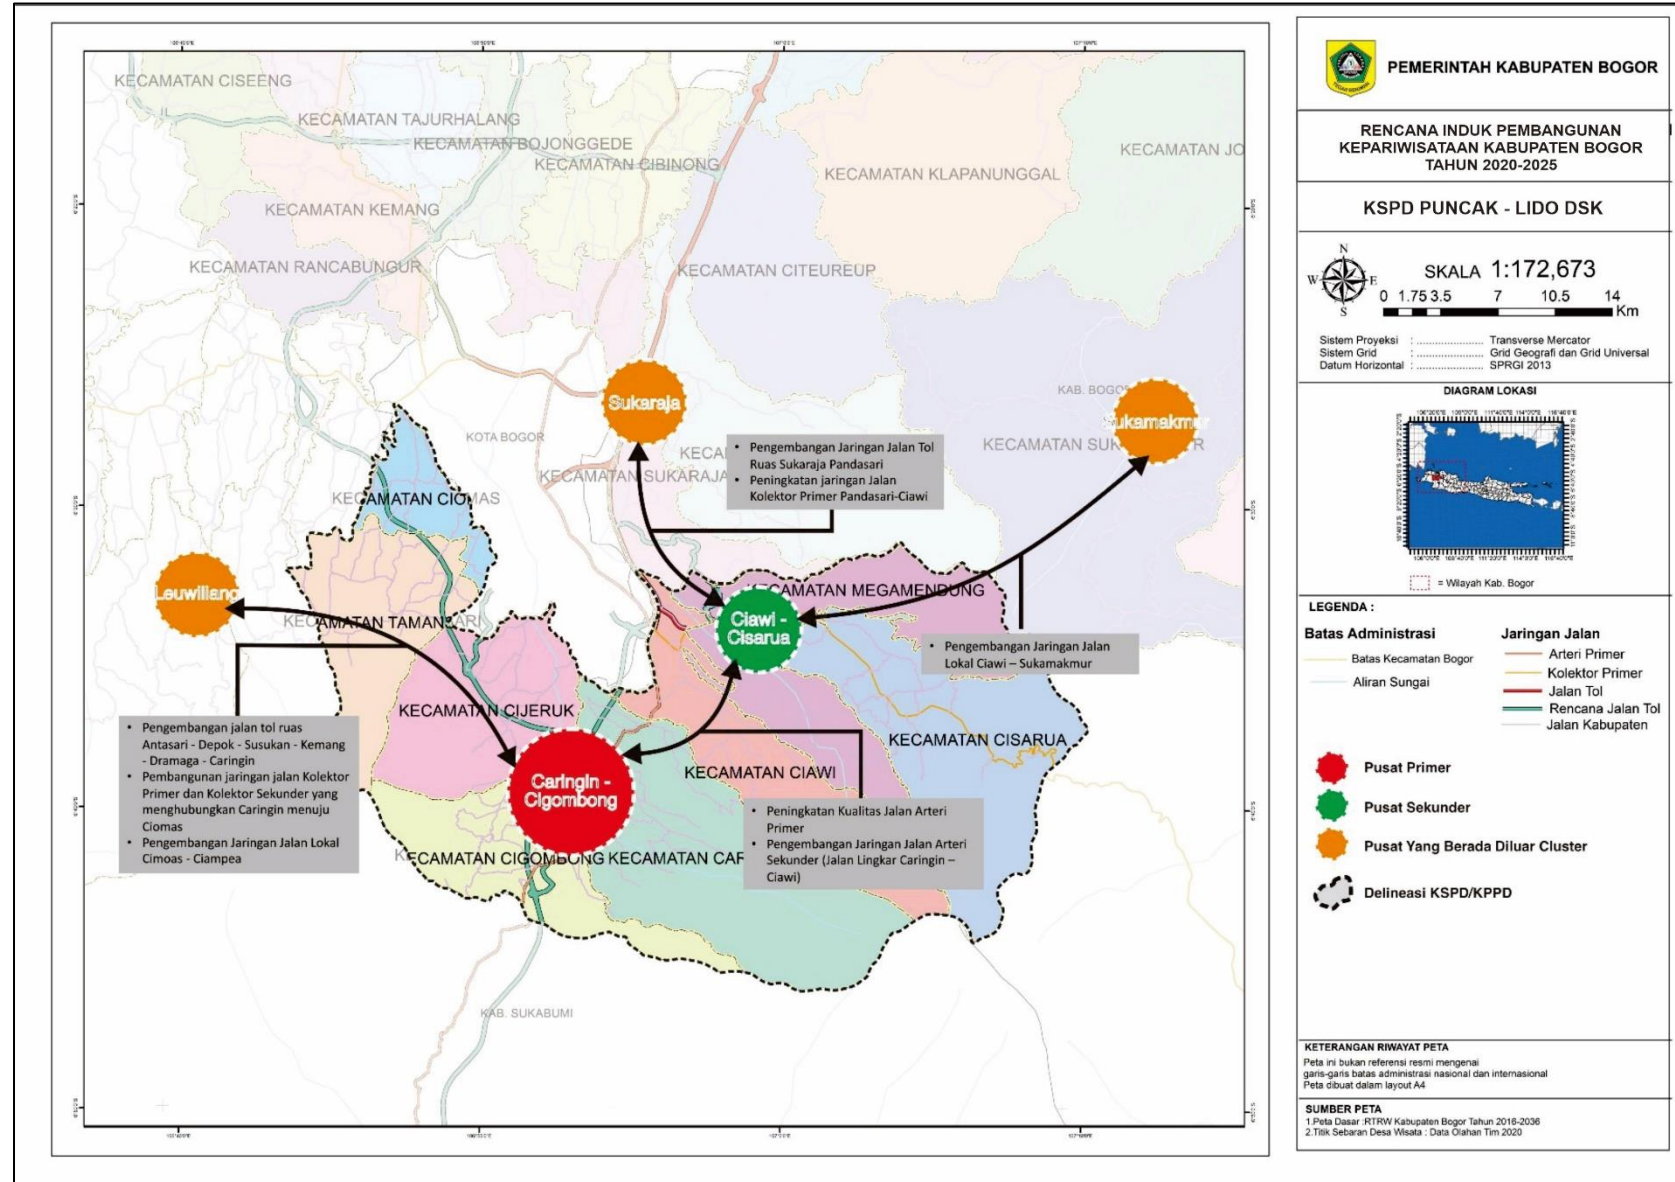 KECAMATAN CISEENG
KECAMATAN TAJURHALANG
KECAMATAN BOJONGGEDE
KECAMATAN CIBINONG
KECAMATAN KLAPANUNGGAL
KECAMATAN JO
KECAMATAN KEMANG
KECAMATAN RANCABUNGUR
KECAMATAN CITEUREUP
Sukaraja
KAB. BOGOR
Sukamakmur
KOTA BOGOR
KECAMATAN SUKARAJA
KECAMATAN SUK
R
• Pengembangan Jaringan Jalan Tol
Ruas Sukaraja Pandasari
• Peningkatan jaringan Jalan
Kolektor Primer Pandasari-Ciawi
KECAMATAN CIOMAS
Leuwiliang
KECAMATAN TAMANSARI
KECAMATAN MEGAMENDUNG
Ciawi -
Cisarua
• Pengembangan Jaringan Jalan
Lokal Ciawi – Sukamakmur
KECAMATAN CIJERUK
KECAMATAN CISARUA
• Pengembangan jalan tol ruas
Antasari - Depok - Susukan - Kemang
- Dramaga - Caringin
• Pembangunan jaringan jalan Kolektor
Primer dan Kolektor Sekunder yang
menghubungkan Caringin menuju
Ciomas
• Pengembangan Jaringan Jalan Lokal
Cimoas - Ciampea
Caringin -
Cigombong
KECAMATAN CIAWI
• Peningkatan Kualitas Jalan Arteri
Primer
• Pengembangan Jaringan Jalan Arteri
Sekunder (Jalan Lingkar Caringin –
Ciawi)
KECAMATAN CIGOMBONG
KECAMATAN CAR
KAB. SUKABUMI
PEMERINTAH KABUPATEN BOGOR
RENCANA INDUK PEMBANGUNAN
KEPARIWISATAAN KABUPATEN BOGOR
TAHUN 2020-2025
KSPD PUNCAK - LIDO DSK
N
W E
S
SKALA 1:172,673
0 1.75 3.5 7 10.5 14
Km
Sistem Proyeksi : .................... Transverse Mercator
Sistem Grid : .................... Grid Geografi dan Grid Universal
Datum Horizontal : .................... SPRGI 2013
DIAGRAM LOKASI
= Wilayah Kab. Bogor
LEGENDA :
Batas Administrasi
Batas Kecamatan Bogor
Aliran Sungai
Jaringan Jalan
Arteri Primer
Kolektor Primer
Jalan Tol
Rencana Jalan Tol
Jalan Kabupaten
Pusat Primer
Pusat Sekunder
Pusat Yang Berada Diluar Cluster
Delineasi KSPD/KPPD
KETERANGAN RIWAYAT PETA
Peta ini bukan referensi resmi mengenai
garis-garis batas administrasi nasional dan internasional
Peta dibuat dalam layout A4
SUMBER PETA
1.Peta Dasar :RTRW Kabupaten Bogor Tahun 2016-2036
2.Titik Sebaran Desa Wisata : Data Olahan Tim 2020